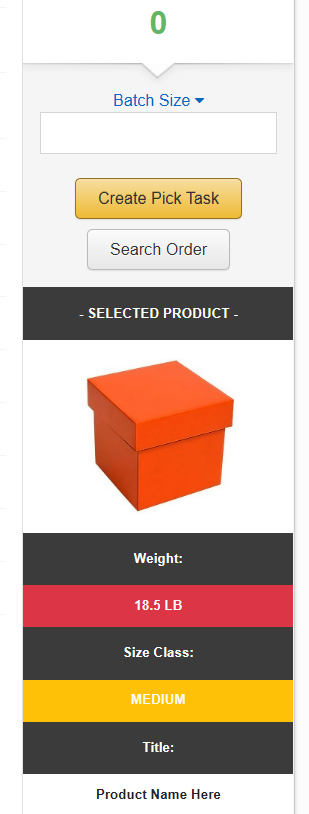 0
Batch Size
Create Pick Task
Search Order
- SELECTED PRODUCT -
Weight:
18.5 LB
Size Class:
MEDIUM
Title:
Product Name Here